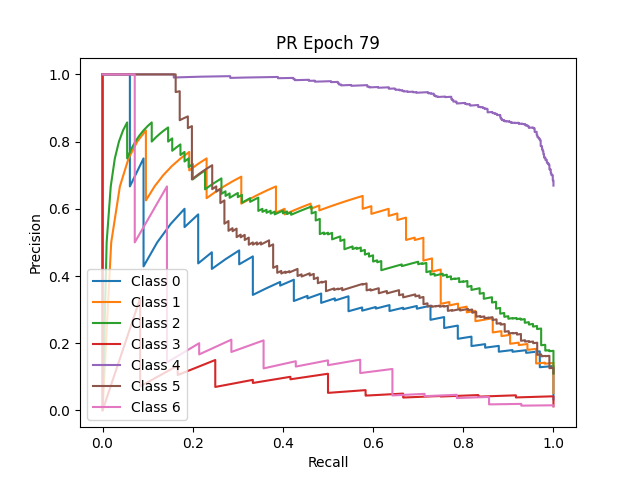 PR Epoch 79
Precision
1.0
0.8
0.6
0.4
0.2
0.0
Class 0
Class 1
Class 2
Class 3
Class 4
Class 5
Class 6
0.0 0.2 0.4 0.6 0.8 1.0
Recall